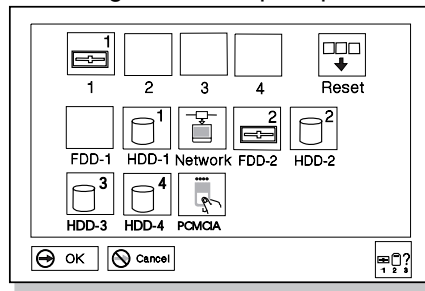 1
1 2 3 4 Reset
1 2 2
FDD-1 HDD-1 Network FDD-2 HDD-2
3 4
HDD-3 HDD-4 PCMCIA
OK Cancel
?
1 2 3